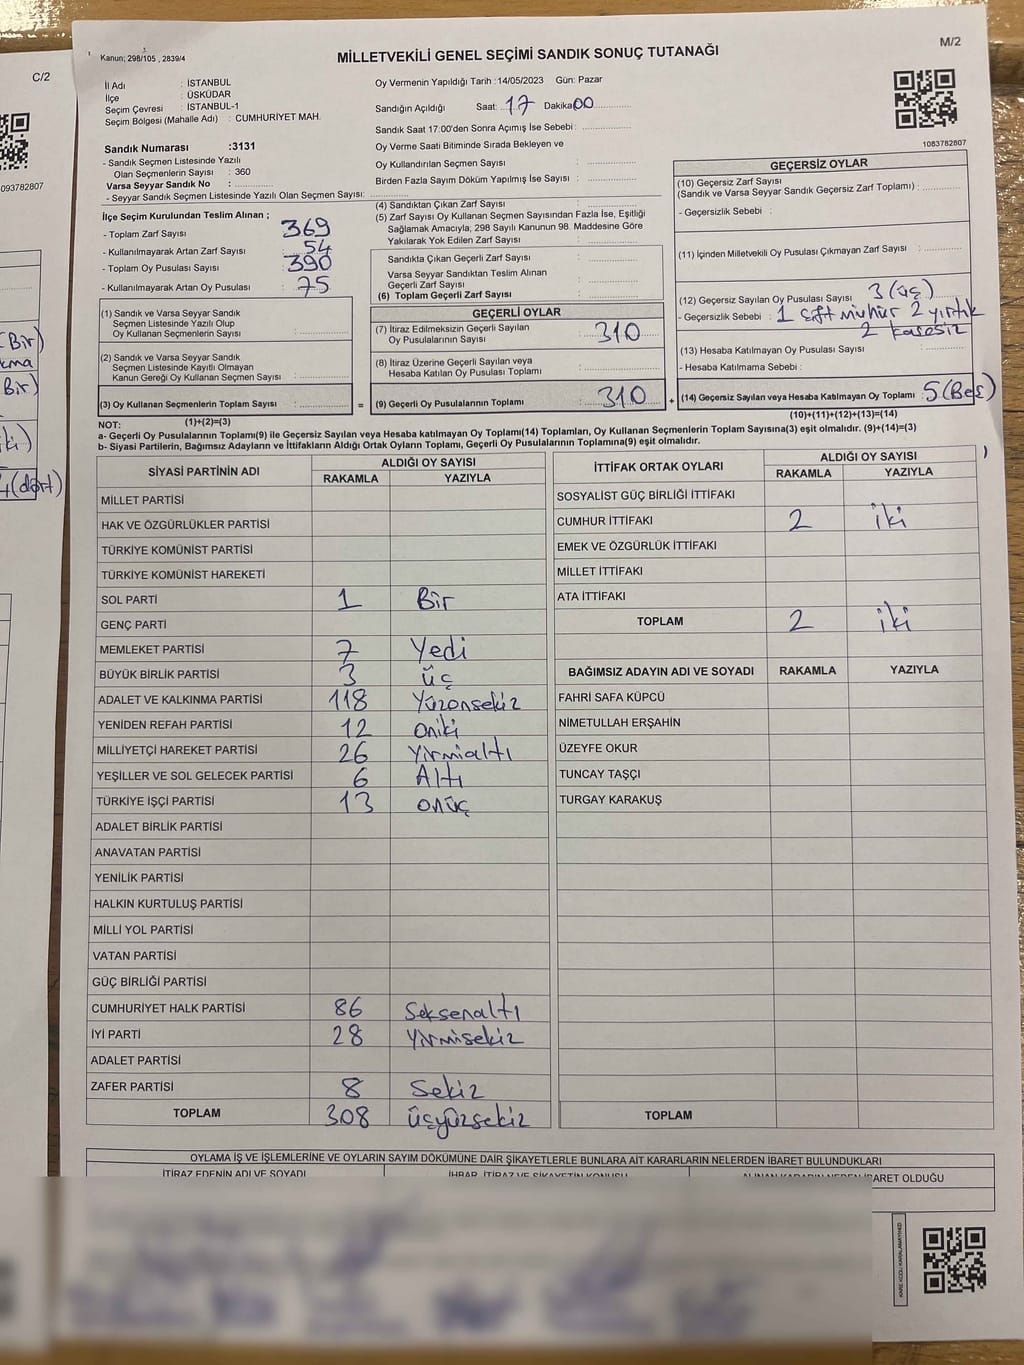 C/2
093782807
Bir)
Bir)
4(dört)
Kanun; 298/105 , 2839/4
MİLLETVEKİLİ GENEL SEÇİMİ SANDIK SONUÇ TUTANAĞI
M/2
İl Adı : İSTANBUL
İlçe : ÜSKÜDAR
Seçim Çevresi : İSTANBUL-1
Seçim Bölgesi (Mahalle Adı) : CUMHURİYET MAH.
Sandık Numarası :3131
- Sandık Seçmen Listesinde Yazılı
Olan Seçmenlerin Sayısı : 360
Varsa Seyyar Sandık No :
- Seyyar Sandık Seçmen Listesinde Yazılı Olan Seçmen Sayısı:
Oy Vermenin Yapıldığı Tarih :14/05/2023 Gün: Pazar
Sandığın Açıldığı Saat: 17 Dakika 00
Sandık Saat 17:00'den Sonra Açımış İse Sebebi:
Oy Verme Saati Bitiminde Sırada Bekleyen ve
Oy Kullandırılan Seçmen Sayısı :
Birden Fazla Sayım Döküm Yapılmış İse Sayısı :
1083782807
İlçe Seçim Kurulundan Teslim Alınan ;
- Toplam Zarf Sayısı : 369
- Kullanılmayarak Artan Zarf Sayısı : 54
- Toplam Oy Pusulası Sayısı : 390
- Kullanılmayarak Artan Oy Pusulası : 75
(4) Sandıktan Çıkan Zarf Sayısı :
(5) Zarf Sayısı Oy Kullanan Seçmen Sayısından Fazla İse, Eşitliği
Sağlamak Amacıyla, 298 Sayılı Kanunun 98. Maddesine Göre
Yakılarak Yok Edilen Zarf Sayısı :
Sandıkta Çıkan Geçerli Zarf Sayısı :
Varsa Seyyar Sandıktan Teslim Alınan
Geçerli Zarf Sayısı :
(6) Toplam Geçerli Zarf Sayısı :
GEÇERSİZ OYLAR
(10) Geçersiz Zarf Sayısı
(Sandık ve Varsa Seyyar Sandık Geçersiz Zarf Toplamı) :
- Geçersizlik Sebebi :
(11) İçinden Milletvekili Oy Pusulası Çıkmayan Zarf Sayısı
(12) Geçersiz Sayılan Oy Pusulası Sayısı 3 (üç)
- Geçersizlik Sebebi : 1 çift mühür 2 yırtık
2 kaşesiz
(13) Hesaba Katılmayan Oy Pusulası Sayısı
- Hesaba Katılmama Sebebi :
(14) Geçersiz Sayılan veya Hesaba Katılmayan Oy Toplamı : 5 (Beş)
(10)+(11)+(12)+(13)=(14)
(1) Sandık ve Varsa Seyyar Sandık
Seçmen Listesinde Yazılı Olup
Oy Kullanan Seçmenlerin Sayısı :
(2) Sandık ve Varsa Seyyar Sandık
Seçmen Listesinde Kayıtlı Olmayan
Kanun Gereği Oy Kullanan Seçmen Sayısı :
(3) Oy Kullanan Seçmenlerin Toplam Sayısı : =
(1)+(2)=(3)
GEÇERLİ OYLAR
(7) İtiraz Edilmeksizin Geçerli Sayılan
Oy Pusulalarının Sayısı : 310
(8) İtiraz Üzerine Geçerli Sayılan veya
Hesaba Katılan Oy Pusulası Toplamı :
(9) Geçerli Oy Pusulalarının Toplamı : 310 +
NOT:
a- Geçerli Oy Pusulalarının Toplamı(9) ile Geçersiz Sayılan veya Hesaba katılmayan Oy Toplamı(14) Toplamları, Oy Kullanan Seçmenlerin Toplam Sayısına(3) eşit olmalıdır. (9)+(14)=(3)
b- Siyasi Partilerin, Bağımsız Adayların ve İttifakların Aldığı Ortak Oyların Toplamı, Geçerli Oy Pusulalarının Toplamına(9) eşit olmalıdır.
SİYASİ PARTİNİN ADI ALDIĞI OY SAYISI
RAKAMLA YAZIYLA
MİLLET PARTİSİ
HAK VE ÖZGÜRLÜKLER PARTİSİ
TÜRKİYE KOMÜNİST PARTİSİ
TÜRKİYE KOMÜNİST HAREKETİ
SOL PARTİ 1 Bir
GENÇ PARTİ
MEMLEKET PARTİSİ 7 Yedi
BÜYÜK BİRLİK PARTİSİ 3 üç
ADALET VE KALKINMA PARTİSİ 118 Yüzonsekiz
YENİDEN REFAH PARTİSİ 12 oniki
MİLLİYETÇİ HAREKET PARTİSİ 26 Yirmialtı
YEŞİLLER VE SOL GELECEK PARTİSİ 6 Altı
TÜRKİYE İŞÇİ PARTİSİ 13 onüç
ADALET BİRLİK PARTİSİ
ANAVATAN PARTİSİ
YENİLİK PARTİSİ
HALKIN KURTULUŞ PARTİSİ
MİLLİ YOL PARTİSİ
VATAN PARTİSİ
GÜÇ BİRLİĞİ PARTİSİ
CUMHURİYET HALK PARTİSİ 86 Seksenaltı
İYİ PARTİ 28 Yirmisekiz
ADALET PARTİSİ
ZAFER PARTİSİ 8 Sekiz
TOPLAM 308 üçyüzsekiz
İTTİFAK ORTAK OYLARI ALDIĞI OY SAYISI
RAKAMLA YAZIYLA
SOSYALİST GÜÇ BİRLİĞİ İTTİFAKI
CUMHUR İTTİFAKI 2 iki
EMEK VE ÖZGÜRLÜK İTTİFAKI
MİLLET İTTİFAKI
ATA İTTİFAKI
TOPLAM 2 iki
BAĞIMSIZ ADAYIN ADI VE SOYADI RAKAMLA YAZIYLA
FAHRİ SAFA KÜPCÜ
NİMETULLAH ERŞAHİN
ÜZEYFE OKUR
TUNCAY TAŞÇI
TURGAY KARAKUŞ
TOPLAM
OYLAMA İŞ VE İŞLEMLERİNE VE OYLARIN SAYIM DÖKÜMÜNE DAİR ŞİKAYETLERLE BUNLARA AİT KARARLARIN NELERDEN İBARET BULUNDUKLARI
İTİRAZ EDENİN ADI VE SOYADI İHBAR, İTİRAZ VE ŞİKAYETİN KONUSU ALINAN KARARIN NEDEN İBARET OLDUĞU
KARE KODU KARALAMAYINIZ!